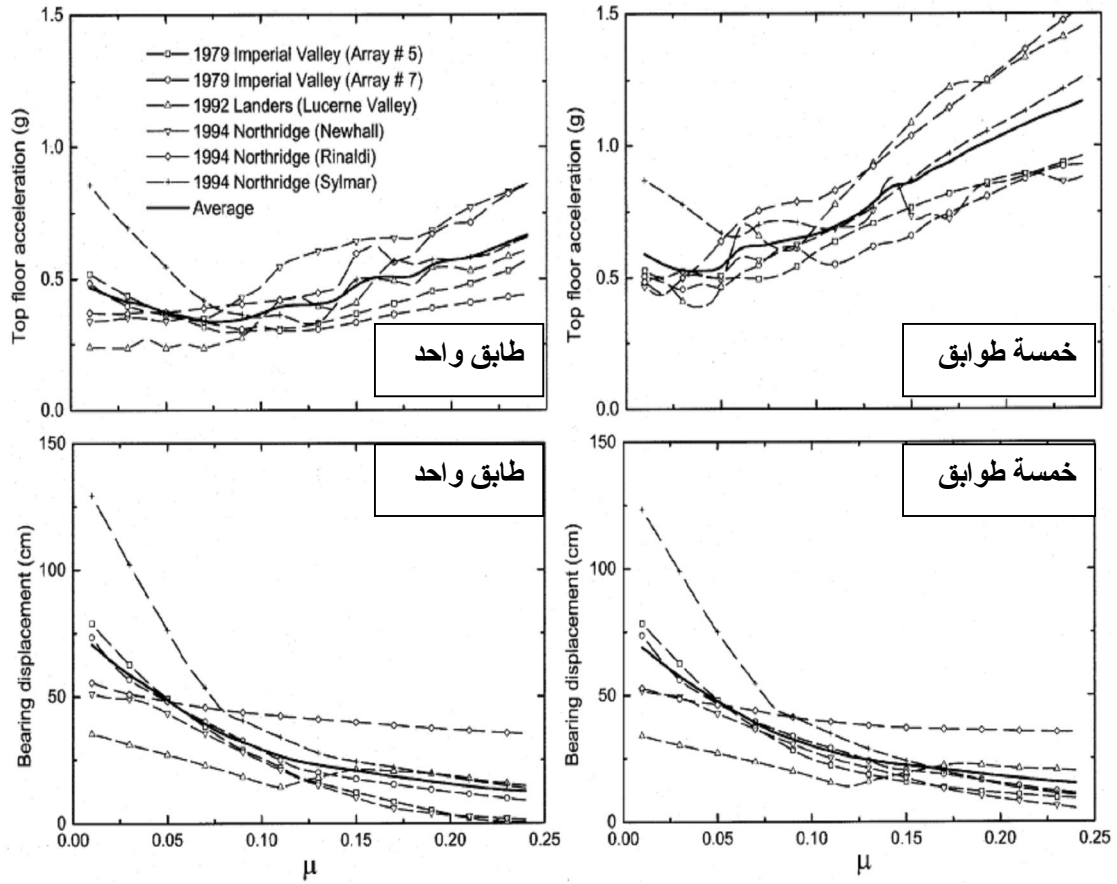 1.5
1.0
0.5
0.0
Top floor acceleration (g)
1979 Imperial Valley (Array # 5)
1979 Imperial Valley (Array # 7)
1992 Landers (Lucerne Valley)
1994 Northridge (Newhall)
1994 Northridge (Rinaldi)
1994 Northridge (Sylmar)
Average
طابق واحد
1.5
1.0
0.5
0.0
Top floor acceleration (g)
خمسة طوابق
150
100
50
0
Bearing displacement (cm)
طابق واحد
0.00 0.05 0.10 0.15 0.20 0.25
μ
150
100
50
0
Bearing displacement (cm)
خمسة طوابق
0.00 0.05 0.10 0.15 0.20 0.25
μ